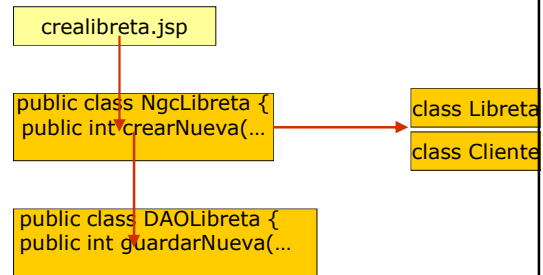 crealibreta.jsp
public class NgcLibreta {
public int crearNueva(...
class Libreta
class Cliente
public class DAOLibreta {
public int guardarNueva(...